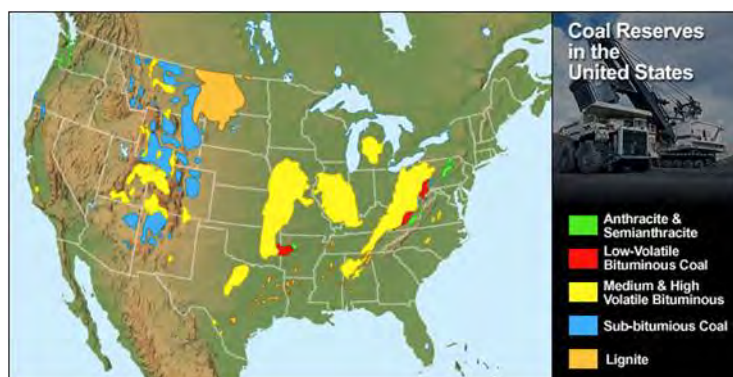 Coal Reserves
in the
United States
Anthracite &
Semianthracite
Low-Volatile
Bituminous Coal
Medium & High
Volatile Bituminous
Sub-bitumious Coal
Lignite